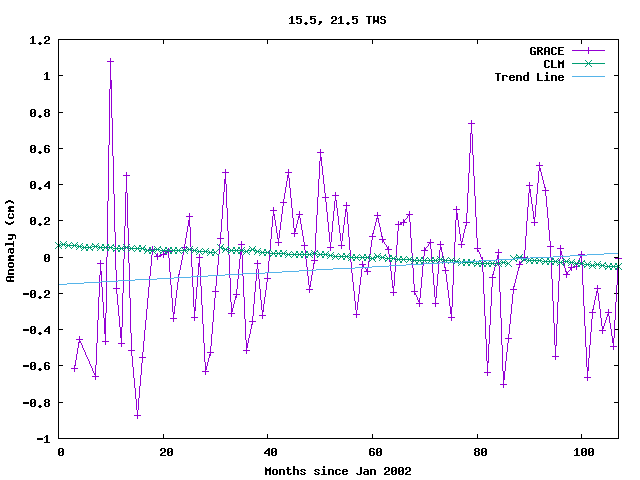 15.5, 21.5 TWS
GRACE
CLM
Trend Line
Anomaly (cm)
1.2
1
0.8
0.6
0.4
0.2
0
-0.2
-0.4
-0.6
-0.8
-1
0 20 40 60 80 100
Months since Jan 2002